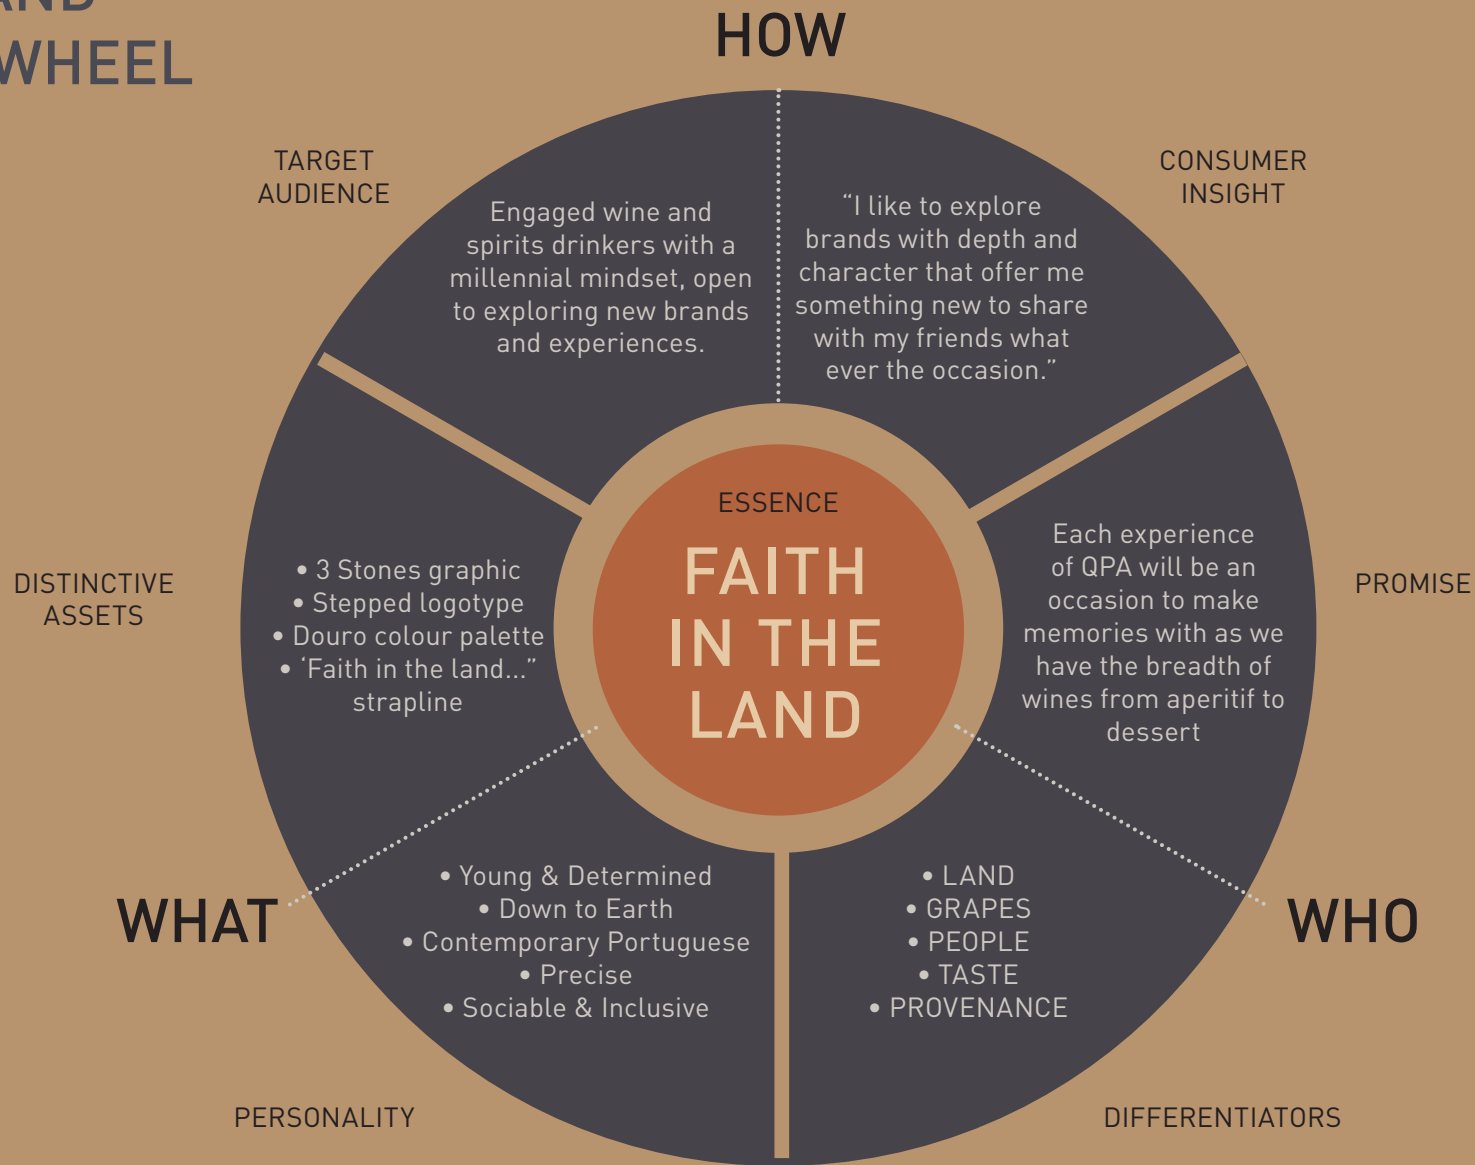 WHEEL
HOW
TARGET
AUDIENCE
Engaged wine and
spirits drinkers with a
millennial mindset, open
to exploring new brands
and experiences.
“I like to explore
brands with depth and
character that offer me
something new to share
with my friends what
ever the occasion.”
CONSUMER
INSIGHT
DISTINCTIVE
ASSETS
• 3 Stones graphic
• Stepped logotype
• Douro colour palette
• ‘Faith in the land...”
strapline
ESSENCE
FAITH
IN THE
LAND
Each experience
of QPA will be an
occasion to make
memories with as we
have the breadth of
wines from aperitif to
dessert
PROMISE
WHAT
• Young & Determined
• Down to Earth
• Contemporary Portuguese
• Precise
• Sociable & Inclusive
• LAND
• GRAPES
• PEOPLE
• TASTE
• PROVENANCE
WHO
PERSONALITY
DIFFERENTIATORS